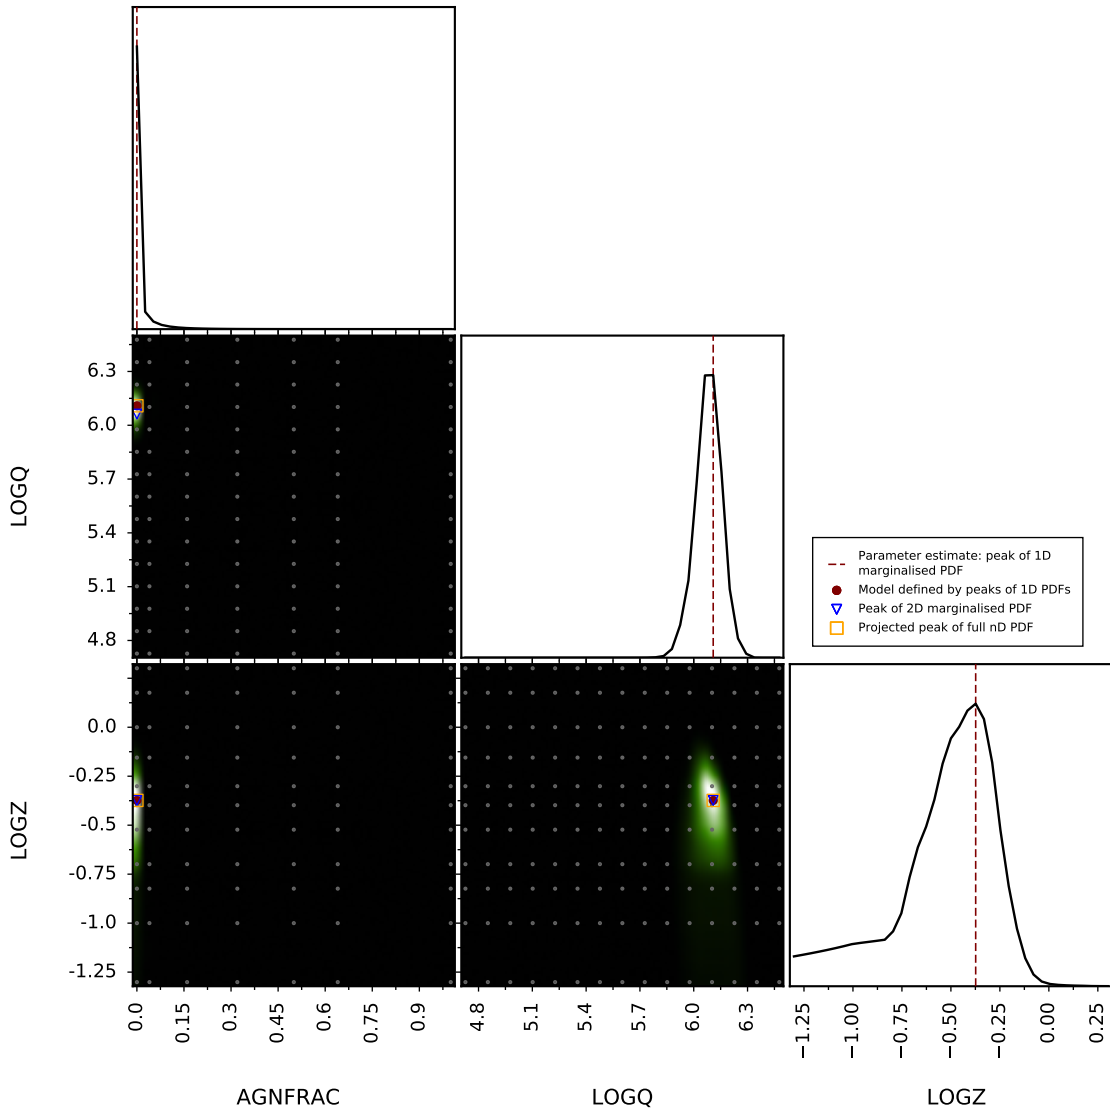 6.3
6.0
5.7
5.4
5.1
4.8
LOGQ
Parameter estimate: peak of 1D
marginalised PDF
Model defined by peaks of 1D PDFs
Peak of 2D marginalised PDF
Projected peak of full nD PDF
0.0
-0.25
-0.5
-0.75
-1.0
-1.25
LOGZ
0.0 0.15 0.3 0.45 0.6 0.75 0.9
4.8 5.1 5.4 5.7 6.0 6.3
−1.25 −1.00 −0.75 −0.50 −0.25 0.00 0.25
AGNFRAC LOGQ LOGZ